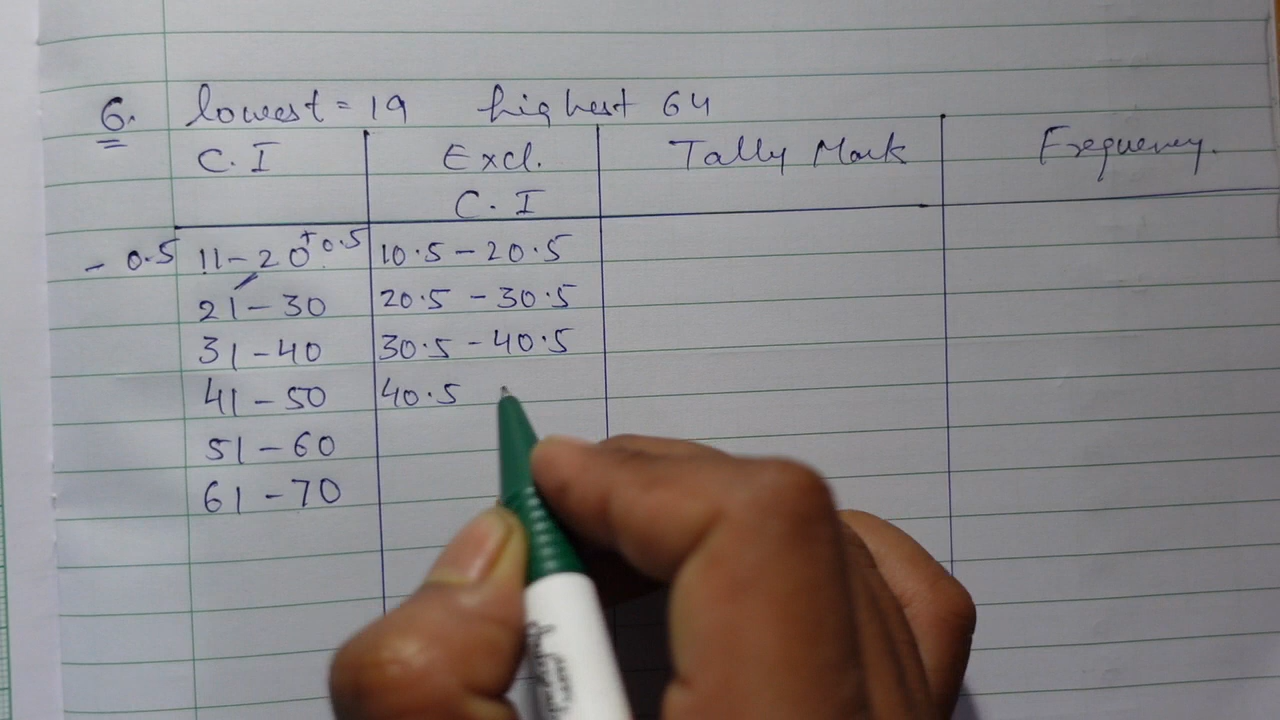 6. lowest = 19 highest 64
C.I Excl. C.I Tally Mark Frequency.
- 0.5 11-20 +0.5 10.5-20.5
21-30 20.5-30.5
31-40 30.5-40.5
41-50 40.5
51-60
61-70